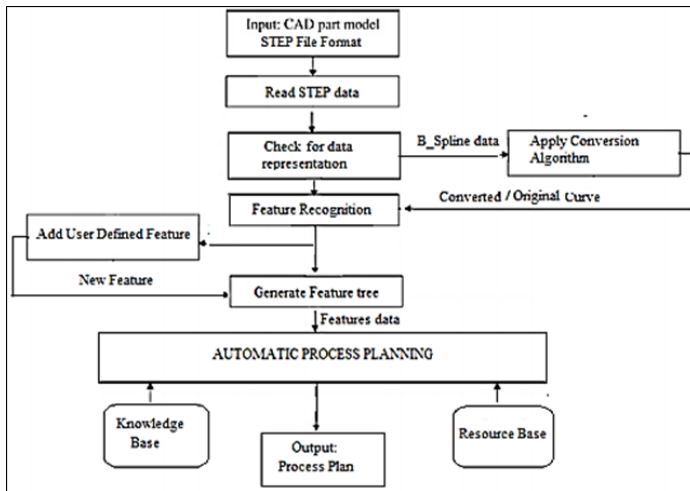 Input: CAD part model
STEP File Format
Read STEP data
Check for data
representation
B_Spline data
Apply Conversion
Algorithm
Feature Recognition
Converted / Original Curve
Add User Defined Feature
New Feature
Generate Feature tree
Features data
AUTOMATIC PROCESS PLANNING
Knowledge
Base
Output:
Process Plan
Resource Base